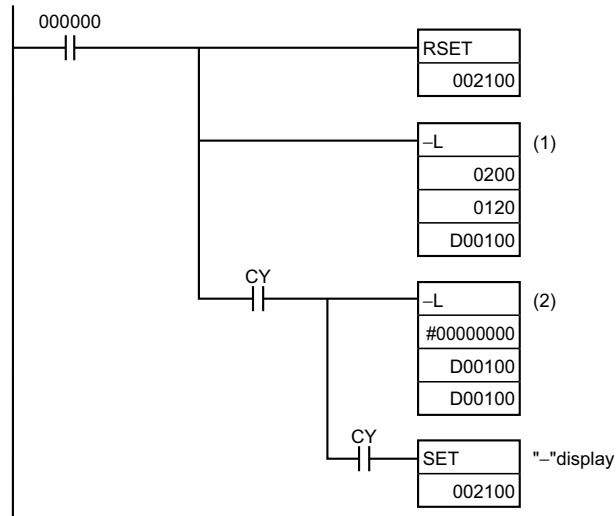 000000
RSET
002100
–L (1)
0200
0120
D00100
CY
–L (2)
#00000000
D00100
D00100
CY
SET "–"display
002100